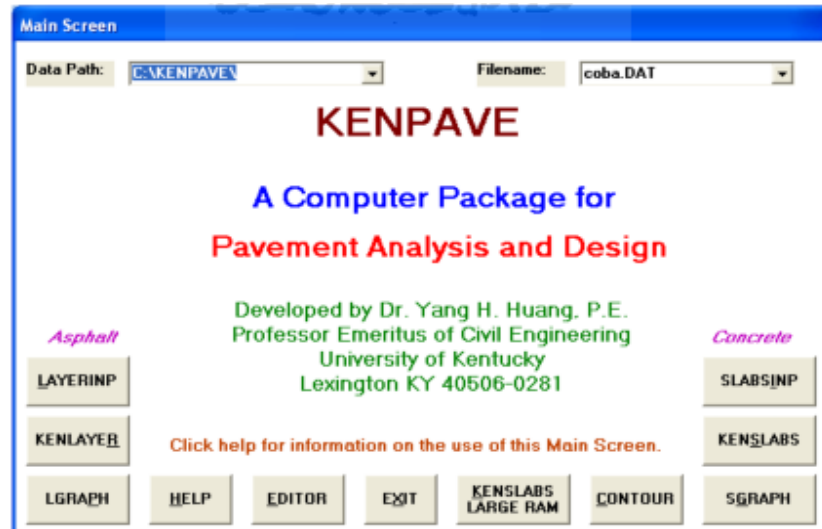 Main Screen
Data Path: C:\KENPAVE\ Filename: coba.DAT
KENPAVE
A Computer Package for
Pavement Analysis and Design
Developed by Dr. Yang H. Huang, P.E.
Professor Emeritus of Civil Engineering
University of Kentucky
Lexington KY 40506-0281
Asphalt
Concrete
LAYERINP
SLABSINP
KENLAYER
Click help for information on the use of this Main Screen.
KENSLABS
LGRAPH
HELP
EDITOR
EXIT
KENSLABS
LARGE RAM
CONTOUR
SGRAPH